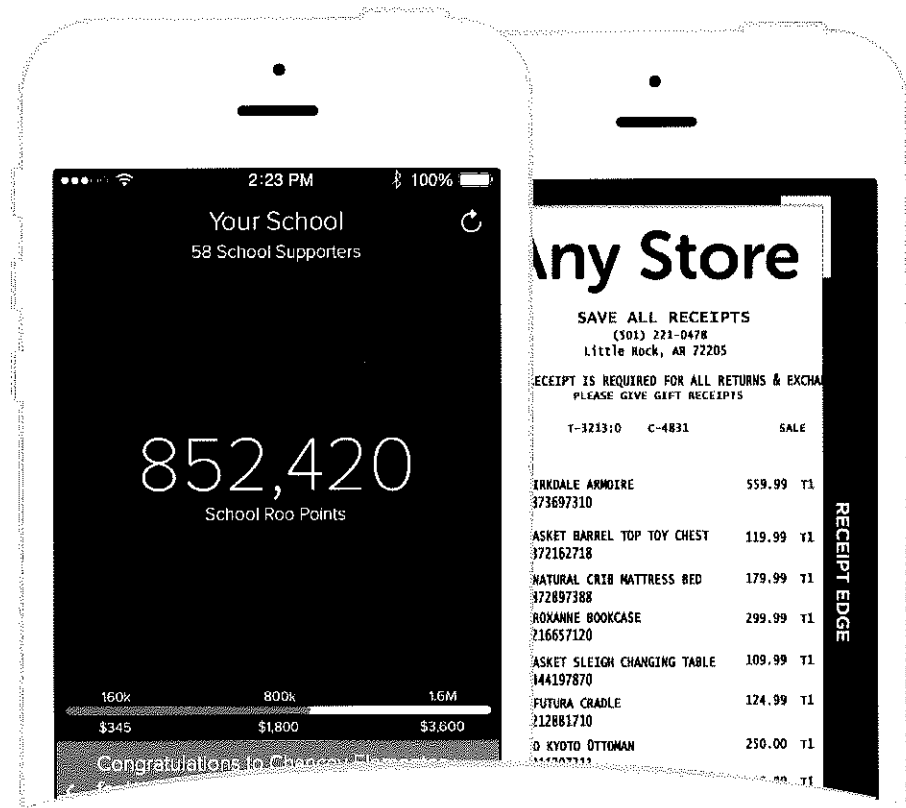 2:23 PM
100%
Your School
58 School Supporters
852,420
School Roo Points
160k 800k 1.6M
$345 $1,800 $3,600
Congratulations to
Any Store
SAVE ALL RECEIPTS
(501) 221-0478
Little Rock, AR 72205
ECEIPT IS REQUIRED FOR ALL RETURNS & EXCHA
PLEASE GIVE GIFT RECEIPTS
T-3213:0 C-4831 SALE
IRKDALE ARMOIRE 559.99 T1
373697310
ASKET BARREL TOP TOY CHEST 119.99 T1
372162718
NATURAL CRIB MATTRESS BED 179.99 T1
372897388
ROXANNE BOOKCASE 299.99 T1
216657120
ASKET SLEIGH CHANGING TABLE 109.99 T1
344197870
FUTURA CRADLE 124.99 T1
212881710
O KYOTO OTTOMAN 250.00 T1
T1
RECEIPT EDGE